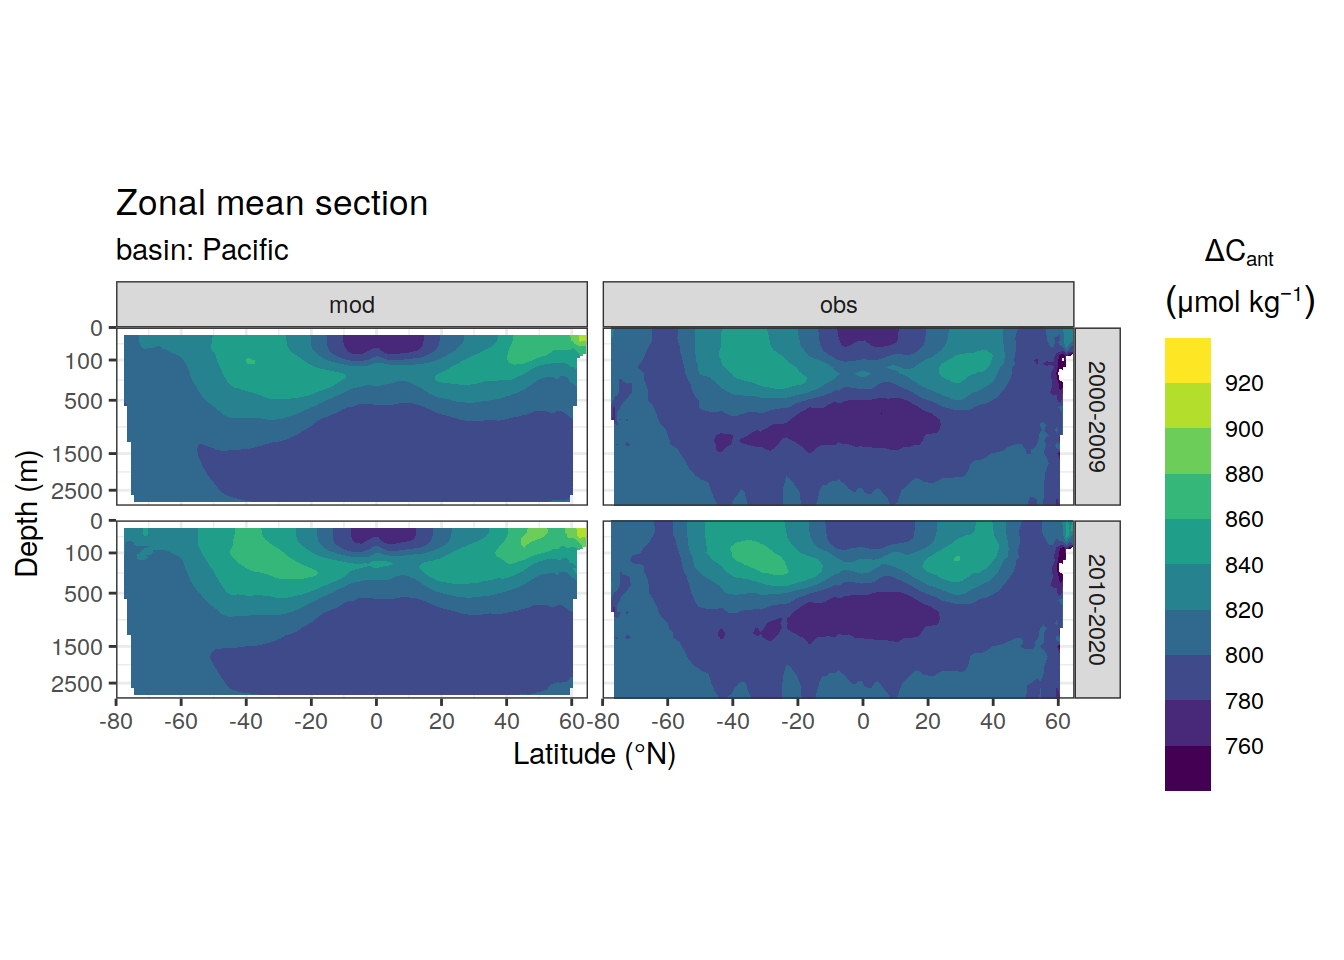 Zonal mean section
basin: Pacific
mod
obs
0
100
500
1500
2500
2000-2009
0
100
500
1500
2500
2010-2020
-80 -60 -40 -20 0 20 40 60 -80 -60 -40 -20 0 20 40 60
Latitude (°N)
Depth (m)
ΔCant
(μmol kg−1)
920
900
880
860
840
820
800
780
760